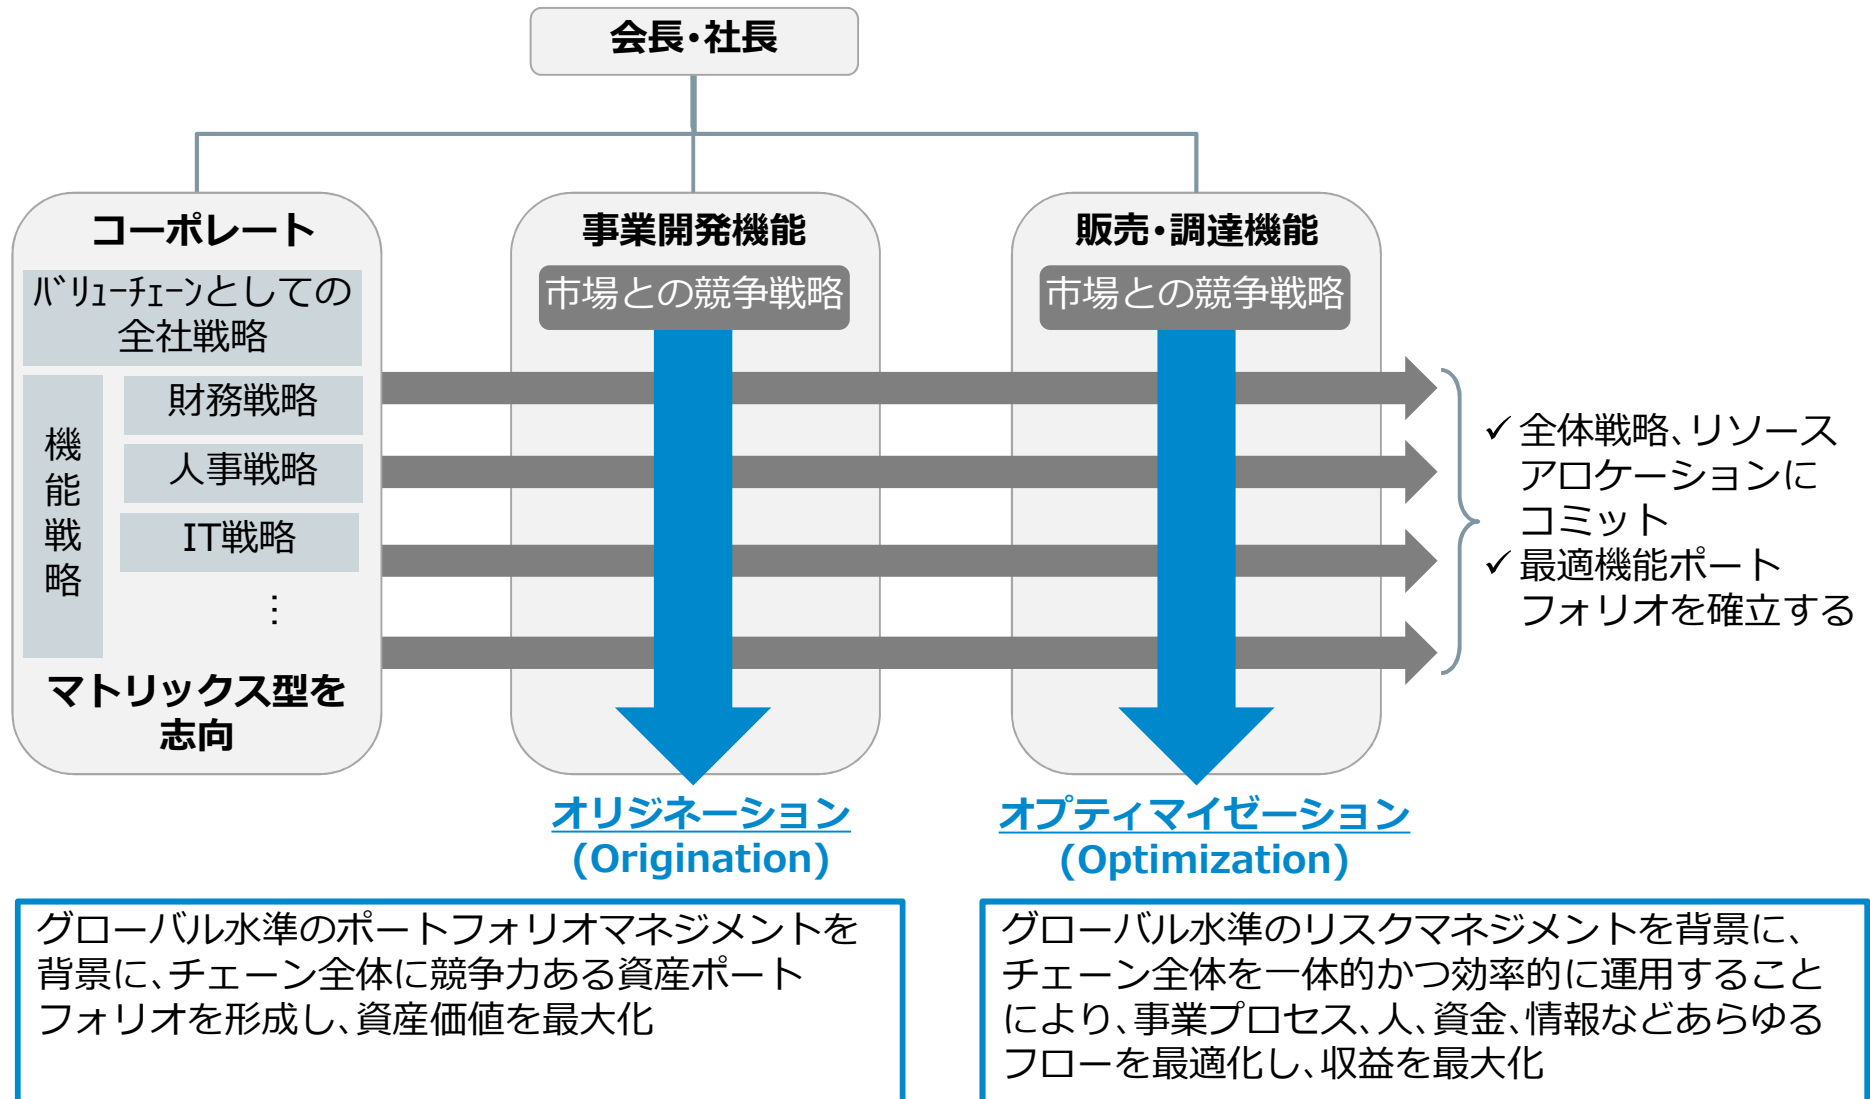 会長・社長
コーポレート
ﾊﾞﾘｭｰﾁｪｰﾝとしての
全社戦略
機能戦略
財務戦略
人事戦略
IT戦略
…
マトリックス型を
志向
事業開発機能
市場との競争戦略
販売・調達機能
市場との競争戦略
✓全体戦略、リソース
アロケーションに
コミット
✓最適機能ポート
フォリオを確立する
オリジネーション
(Origination)
オプティマイゼーション
(Optimization)
グローバル水準のポートフォリオマネジメントを
背景に、チェーン全体に競争力ある資産ポート
フォリオを形成し、資産価値を最大化
グローバル水準のリスクマネジメントを背景に、
チェーン全体を一体的かつ効率的に運用すること
により、事業プロセス、人、資金、情報などあらゆる
フローを最適化し、収益を最大化